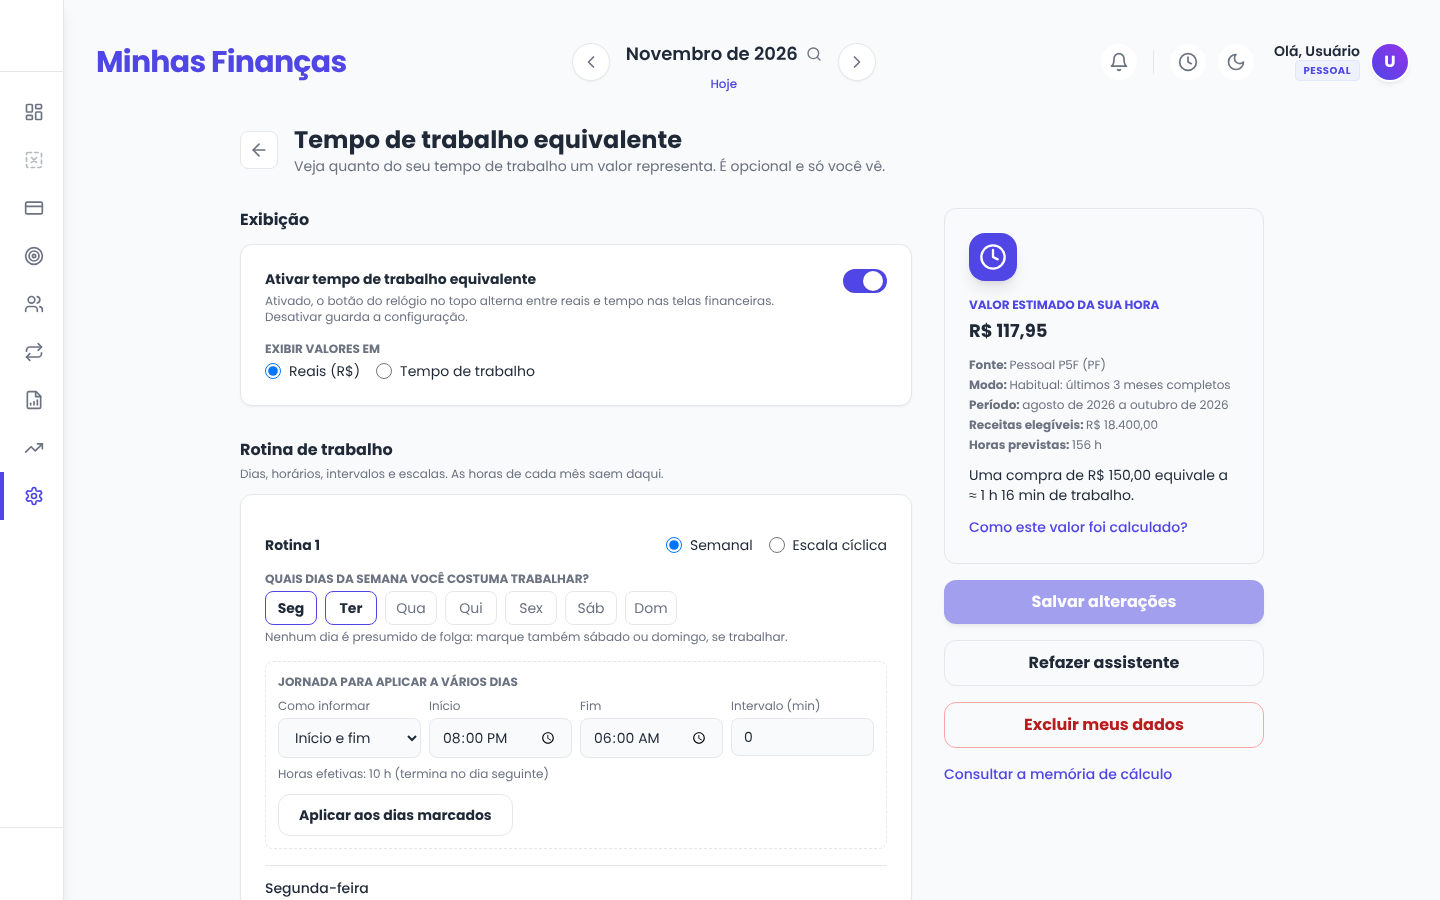 Minhas Finanças
Novembro de 2026
Hoje
Olá, Usuário
PESSOAL
U
Tempo de trabalho equivalente
Veja quanto do seu tempo de trabalho um valor representa. É opcional e só você vê.
Exibição
Ativar tempo de trabalho equivalente
Ativado, o botão do relógio no topo alterna entre reais e tempo nas telas financeiras.
Desativar guarda a configuração.
EXIBIR VALORES EM
Reais (R$)
Tempo de trabalho
Rotina de trabalho
Dias, horários, intervalos e escalas. As horas de cada mês saem daqui.
Rotina 1
Semanal
Escala cíclica
QUAIS DIAS DA SEMANA VOCÊ COSTUMA TRABALHAR?
Seg
Ter
Qua
Qui
Sex
Sáb
Dom
Nenhum dia é presumido de folga: marque também sábado ou domingo, se trabalhar.
JORNADA PARA APLICAR A VÁRIOS DIAS
Como informar
Início
Fim
Intervalo (min)
Início e fim
08:00 PM
06:00 AM
0
Horas efetivas: 10 h (termina no dia seguinte)
Aplicar aos dias marcados
Segunda-feira
VALOR ESTIMADO DA SUA HORA
R$ 117,95
Fonte: Pessoal P5F (PF)
Modo: Habitual: últimos 3 meses completos
Período: agosto de 2026 a outubro de 2026
Receitas elegíveis: R$ 18.400,00
Horas previstas: 156 h
Uma compra de R$ 150,00 equivale a
≈ 1 h 16 min de trabalho.
Como este valor foi calculado?
Salvar alterações
Refazer assistente
Excluir meus dados
Consultar a memória de cálculo